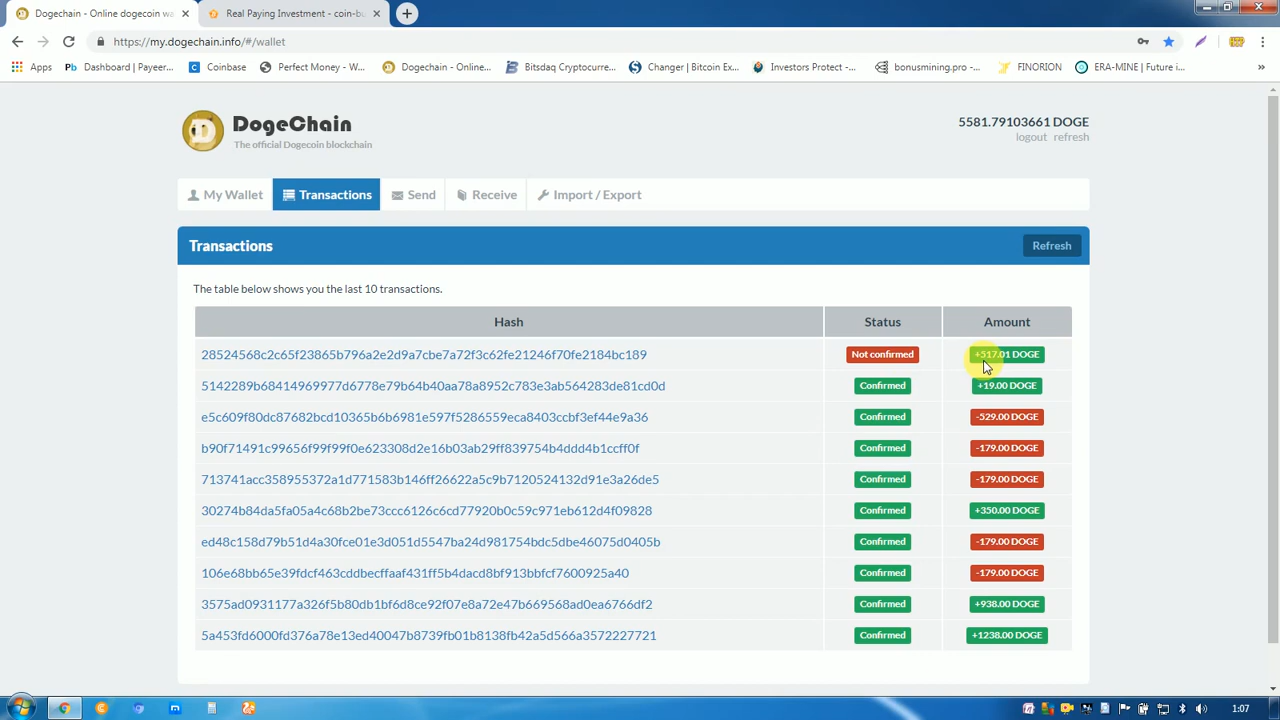 Dogechain - Online dogecoin wa
Real Paying Investment - coin-bu
https://my.dogechain.info/#/wallet
Apps
Pb Dashboard | Payeer...
Coinbase
Perfect Money - W...
Dogechain - Online...
Bitsdaq Cryptocurre...
Changer | Bitcoin Ex...
Investors Protect -...
bonusmining.pro -...
FINORION
ERA-MINE | Future i...
»
DogeChain
The official Dogecoin blockchain
5581.79103661 DOGE
logout refresh
My Wallet
Transactions
Send
Receive
Import / Export
Transactions
Refresh
The table below shows you the last 10 transactions.
Hash Status Amount
28524568c2c65f23865b796a2e2d9a7cbe7a72f3c62fe21246f70fe2184bc189 Not confirmed +517.01 DOGE
5142289b68414969977d6778e79b64b40aa78a8952c783e3ab564283de81cd0d Confirmed +19.00 DOGE
e5c609f80dc87682bcd10365b6b6981e597f5286559eca8403ccbf3ef44e9a36 Confirmed -529.00 DOGE
b90f71491c99656f99f99f0e623308d2e16b03ab29ff839754b4ddd4b1ccff0f Confirmed -179.00 DOGE
713741acc358955372a1d771583b146ff26622a5c9b7120524132d91e3a26de5 Confirmed -179.00 DOGE
30274b84da5fa05a4c68b2be73ccc6126c6cd77920b0c59c971eb612d4f09828 Confirmed +350.00 DOGE
ed48c158d79b51d4a30fce01e3d051d5547ba24d981754bdc5dbe46075d0405b Confirmed -179.00 DOGE
106e68bb65e39fdcf463cddbecffaaf431ff5b4dacd8bf913bbfcf7600925a40 Confirmed -179.00 DOGE
3575ad0931177a326f5b80db1bf6d8ce92f07e8a72e47b669568ad0ea6766df2 Confirmed +938.00 DOGE
5a453fd6000fd376a78e13ed40047b8739fb01b8138fb42a5d566a3572227721 Confirmed +1238.00 DOGE
1:07